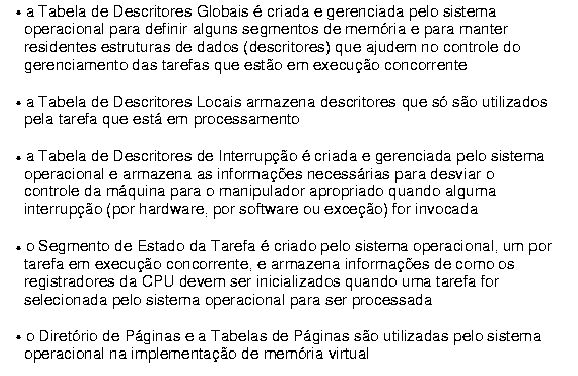 • a Tabela de Descritores Globais é criada e gerenciada pelo sistema
operacional para definir alguns segmentos de memória e para manter
residentes estruturas de dados (descritores) que ajudem no controle do
gerenciamento das tarefas que estão em execução concorrente
• a Tabela de Descritores Locais armazena descritores que só são utilizados
pela tarefa que está em processamento
• a Tabela de Descritores de Interrupção é criada e gerenciada pelo sistema
operacional e armazena as informações necessárias para desviar o
controle da máquina para o manipulador apropriado quando alguma
interrupção (por hardware, por software ou exceção) for invocada
• o Segmento de Estado da Tarefa é criado pelo sistema operacional, um por
tarefa em execução concorrente, e armazena informações de como os
registradores da CPU devem ser inicializados quando uma tarefa for
selecionada pelo sistema operacional para ser processada
• o Diretório de Páginas e a Tabelas de Páginas são utilizadas pelo sistema
operacional na implementação de memória virtual